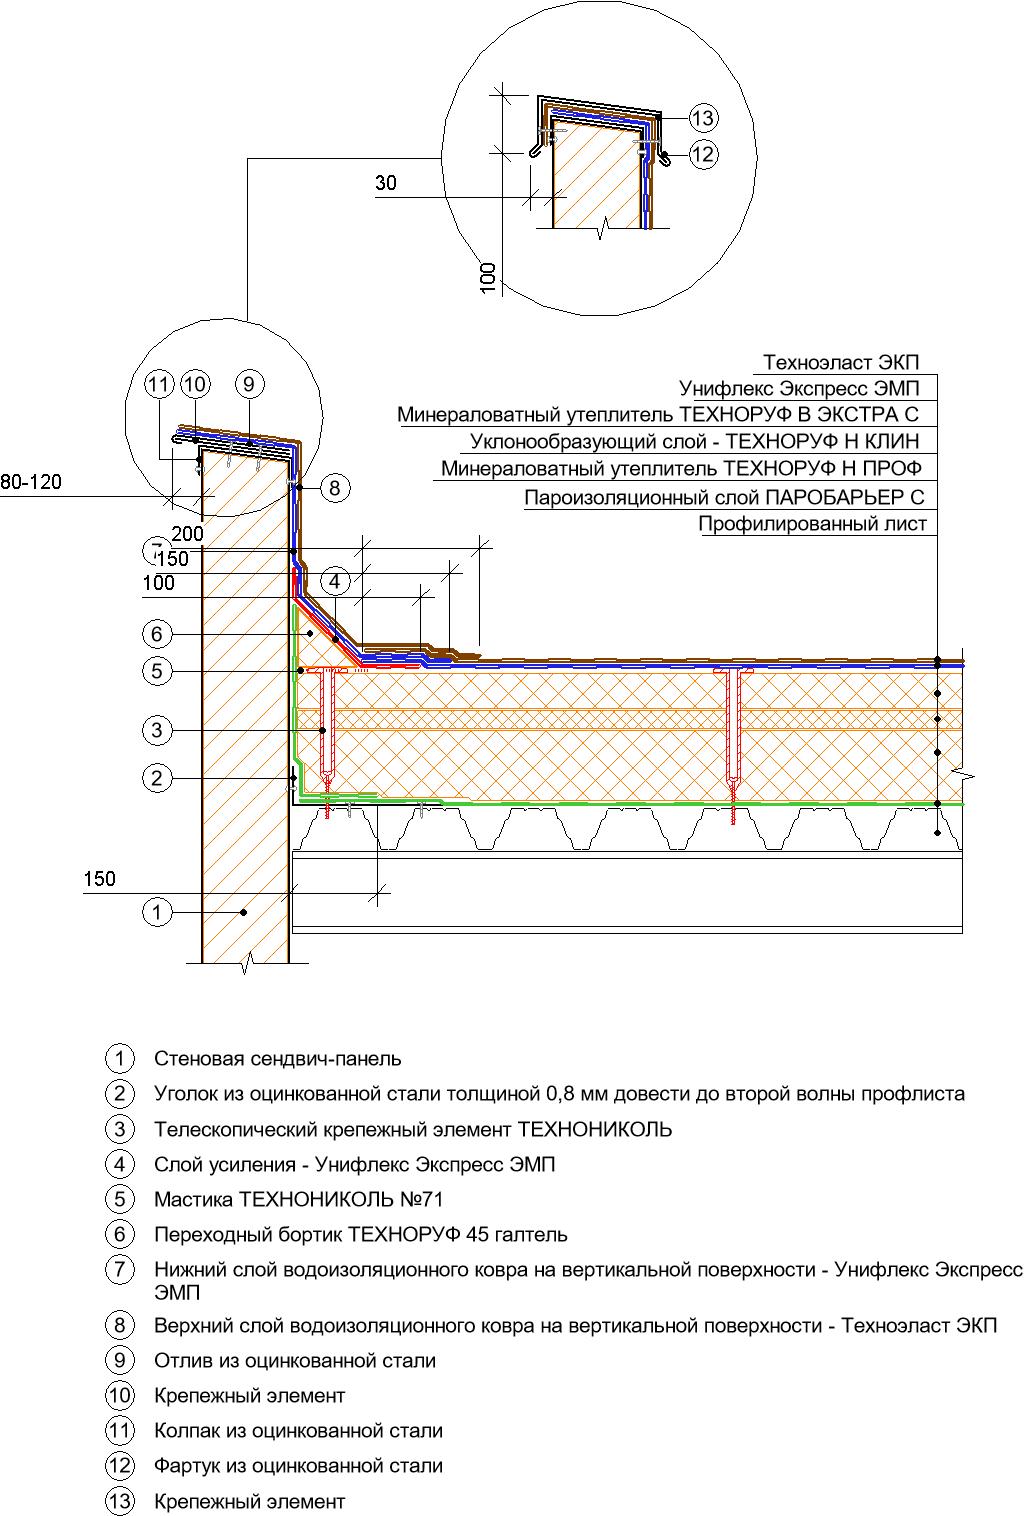 13
12
30
100
Техноэласт ЭКП
Унифлекс Экспресс ЭМП
Минераловатный утеплитель ТЕХНОРУФ В ЭКСТРА С
Уклонообразующий слой - ТЕХНОРУФ Н КЛИН
Минераловатный утеплитель ТЕХНОРУФ Н ПРОФ
Пароизоляционный слой ПАРОБАРЬЕР С
Профилированный лист
11 10 9
80-120
8
7
200
150
100
4
6
5
3
2
150
1
1 Стеновая сендвич-панель
2 Уголок из оцинкованной стали толщиной 0,8 мм довести до второй волны профлиста
3 Телескопический крепежный элемент ТЕХНОНИКОЛЬ
4 Слой усиления - Унифлекс Экспресс ЭМП
5 Мастика ТЕХНОНИКОЛЬ №71
6 Переходный бортик ТЕХНОРУФ 45 галтель
7 Нижний слой водоизоляционного ковра на вертикальной поверхности - Унифлекс Экспресс
ЭМП
8 Верхний слой водоизоляционного ковра на вертикальной поверхности - Техноэласт ЭКП
9 Отлив из оцинкованной стали
10 Крепежный элемент
11 Колпак из оцинкованной стали
12 Фартук из оцинкованной стали
13 Крепежный элемент